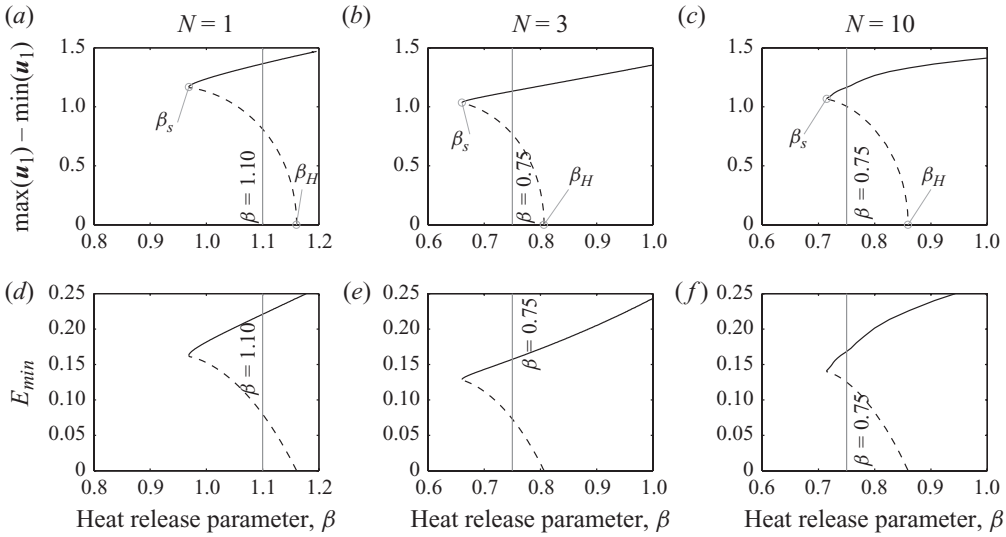 (a) N = 1 (b) N = 3 (c) N = 10
max(u1) – min(u1)
1.5 1.0 0.5 0
βs β = 1.10 βH
0.8 0.9 1.0 1.1 1.2
1.5 1.0 0.5 0
βs β = 0.75 βH
0.6 0.7 0.8 0.9 1.0
1.5 1.0 0.5 0
βs β = 0.75 βH
0.6 0.7 0.8 0.9 1.0
(d) (e) (f)
Emin
0.25 0.20 0.15 0.10 0.05 0
β = 1.10
0.8 0.9 1.0 1.1 1.2
Heat release parameter, β
0.25 0.20 0.15 0.10 0.05 0
β = 0.75
0.6 0.7 0.8 0.9 1.0
Heat release parameter, β
0.25 0.20 0.15 0.10 0.05 0
β = 0.75
0.6 0.7 0.8 0.9 1.0
Heat release parameter, β